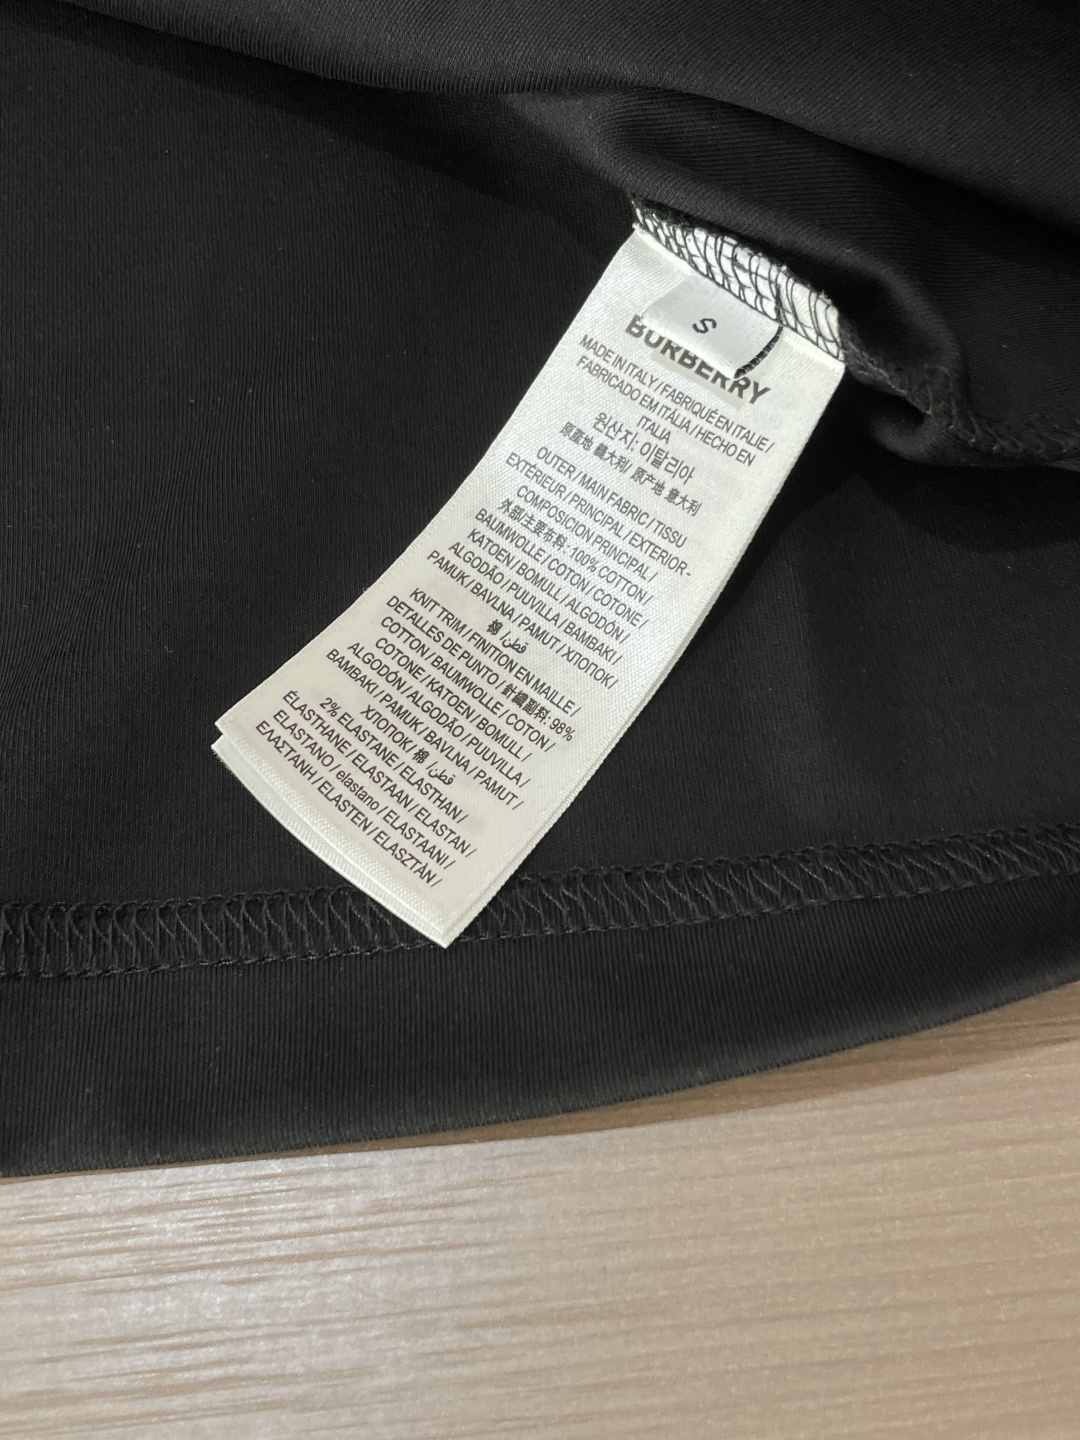 S
BURBERRY
MADE IN ITALY / FABRIQUÉ EN ITALIE /
FABRICADO EM ITÁLIA / HECHO EN
ITALIA
원산지: 이탈리아
原產地 義大利/ 原产地 意大利
OUTER / MAIN FABRIC / TISSU
EXTÉRIEUR / PRINCIPAL / EXTERIOR-
COMPOSICION PRINCIPAL /
外部/主要布料: 100% COTTON /
BAUMWOLLE / COTON / COTONE /
KATOEN / BOMULL / ALGODÓN /
ALGODÃO / PUUVILLA / BAMBAKI /
PAMUK / BAVLNA / PAMUT / ХЛОПОК/
棉 /قطن
KNIT TRIM / FINITION EN MAILLE /
DETALLES DE PUNTO / 針織副料: 98%
COTTON / BAUMWOLLE / COTON /
COTONE / KATOEN / BOMULL /
ALGODÓN / ALGODÃO / PUUVILLA /
BAMBAKI / PAMUK / BAVLNA / PAMUT /
ХЛОПОК/ 棉 /قطن
2% ELASTANE / ELASTHAN /
ÉLASTHANE / ELASTAAN / ELASTAN /
ELASTANO / elastano / ELASTAANI /
ΕΛΑΣΤΑΝΗ / ELASTEN / ELASZTÁN /